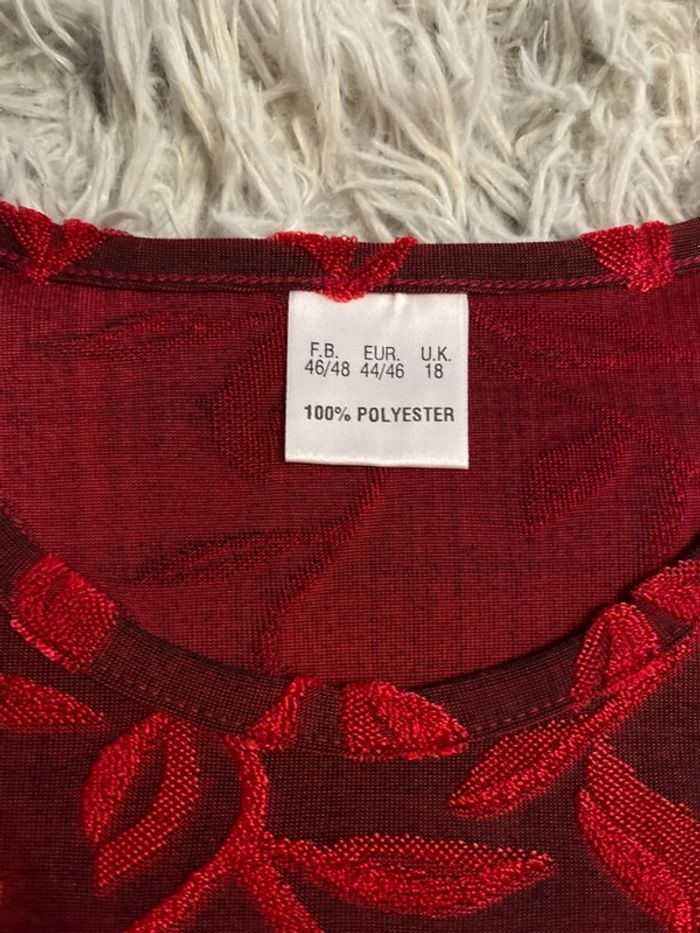 F.B. EUR. U.K.
46/48 44/46 18
100% POLYESTER